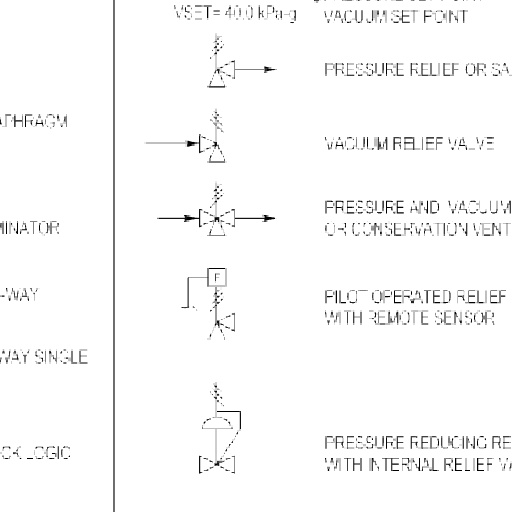 VSET= 40.0 kPa-g
VACUUM SET POINT
PRESSURE RELIEF OR SA
APHRAGM
VACUUM RELIEF VALVE
PRESSURE AND VACUUM
OR CONSERVATION VENT
MINATOR
-WAY
PILOT OPERATED RELIEF
WITH REMOTE SENSOR
WAY SINGLE
PRESSURE REDUCING RE
CK LOGIC
WITH INTERNAL RELIEF VA